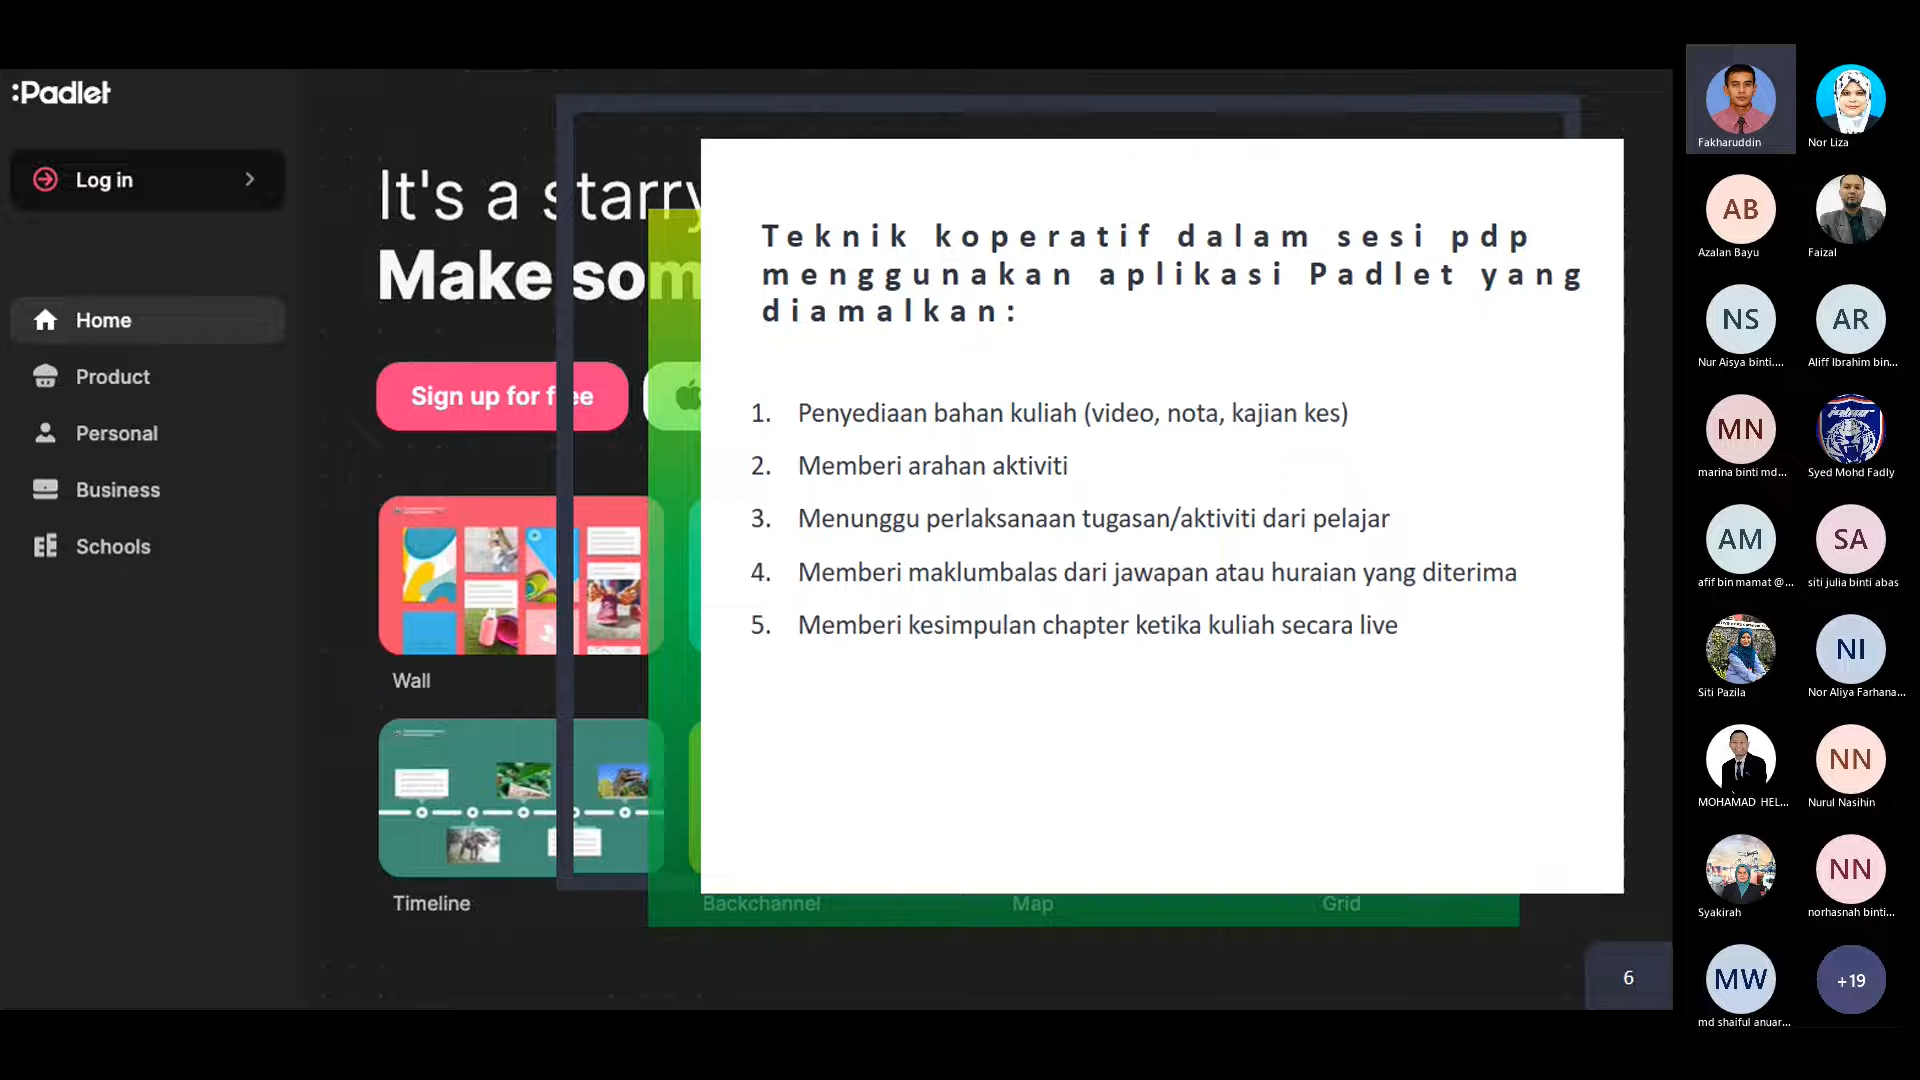 :Padlet
Log in
Home
Product
Personal
Business
Schools
It's a starry
Make som
Sign up for free
Wall
Timeline
Backchannel
Map
Grid
Teknik koperatif dalam sesi pdp
menggunakan aplikasi Padlet yang
diamalkan:
1. Penyediaan bahan kuliah (video, nota, kajian kes)
2. Memberi arahan aktiviti
3. Menunggu perlaksanaan tugasan/aktiviti dari pelajar
4. Memberi maklumbalas dari jawapan atau huraian yang diterima
5. Memberi kesimpulan chapter ketika kuliah secara live
6
Fakharuddin
Nor Liza
AB
Azalan Bayu
Faizal
NS
Nur Aisya binti....
AR
Aliff Ibrahim bin...
MN
marina binti md...
Syed Mohd Fadly
AM
afif bin mamat @...
SA
siti julia binti abas
Siti Pazila
NI
Nor Aliya Farhana...
MOHAMAD HEL...
NN
Nurul Nasihin
Syakirah
NN
norhasnah binti...
MW
md shaiful anuar...
+19